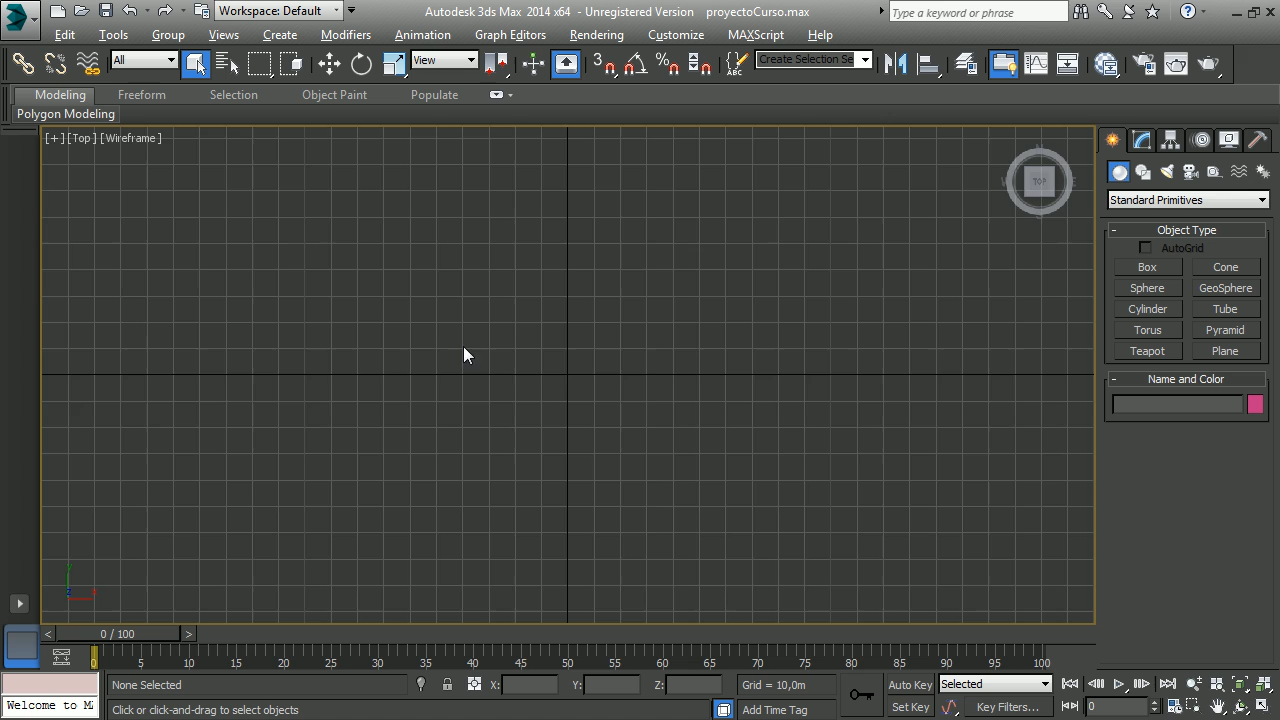 Workspace: Default
Autodesk 3ds Max 2014 x64 - Unregistered Version proyectoCurso.max
Type a keyword or phrase
Edit Tools Group Views Create Modifiers Animation Graph Editors Rendering Customize MAXScript Help
All
View
3
%
ABC
Create Selection Se
Modeling Freeform Selection Object Paint Populate
Polygon Modeling
[+] [Top] [Wireframe]
TOP
Standard Primitives
- Object Type
AutoGrid
Box Cone
Sphere GeoSphere
Cylinder Tube
Torus Pyramid
Teapot Plane
- Name and Color
< 0 / 100 >
0 5 10 15 20 25 30 35 40 45 50 55 60 65 70 75 80 85 90 95 100
None Selected X: Y: Z: Grid = 10,0m Auto Key Selected
Welcome to M
Click or click-and-drag to select objects Add Time Tag Set Key Key Filters... 0